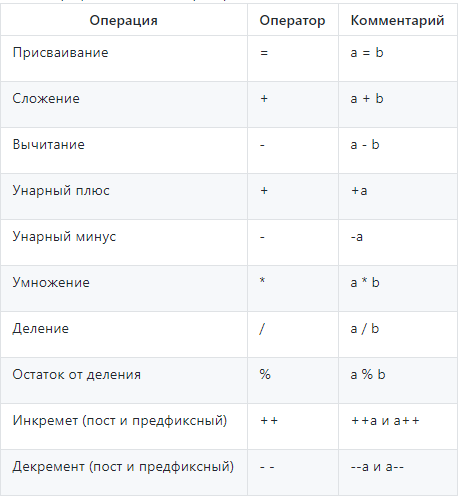 Операция Оператор Комментарий
Присваивание = a = b
Сложение + a + b
Вычитание - a - b
Унарный плюс + +a
Унарный минус - -a
Умножение * a * b
Деление / a / b
Остаток от деления % a % b
Инкремет (пост и предфиксный) ++ ++a и a++
Декремент (пост и предфиксный) - - --a и a--